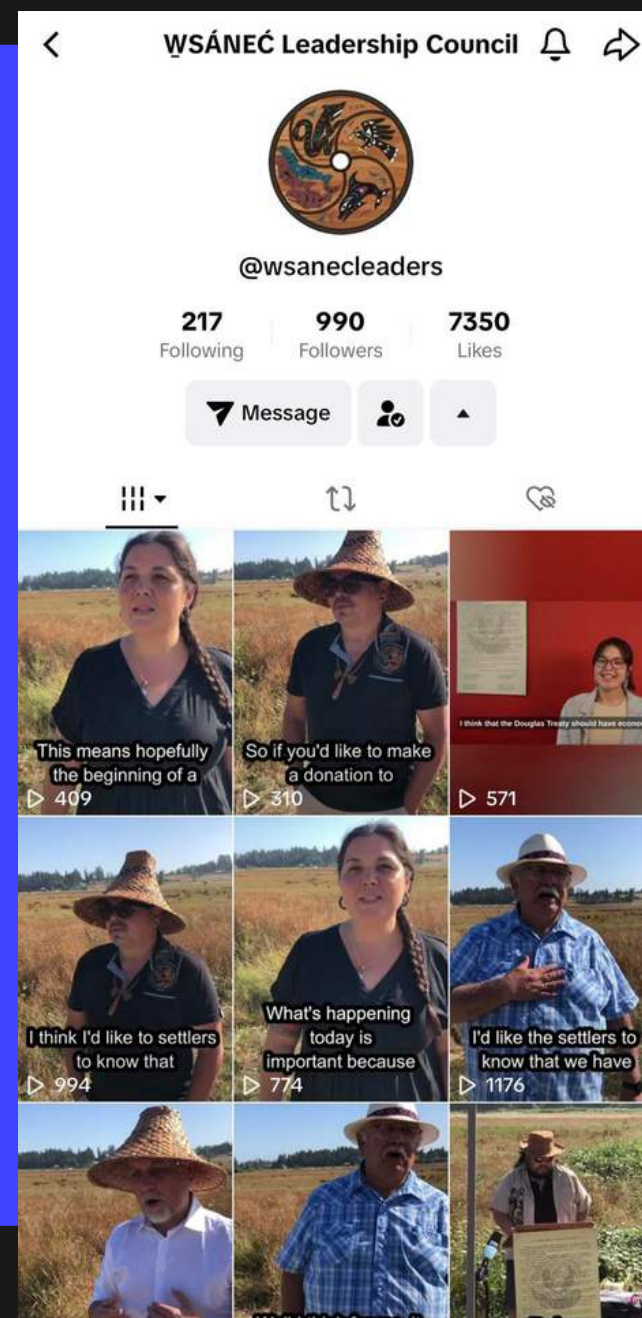 W̱SÁNEĆ Leadership Council
@wsanecleaders
217
Following
990
Followers
7350
Likes
Message
This means hopefully
the beginning of a
409
So if you'd like to make
a donation to
310
I think that the Douglas Treaty should have econo
571
I think I'd like to settlers
to know that
994
What's happening
today is
important because
774
I'd like the settlers to
know that we have
1176